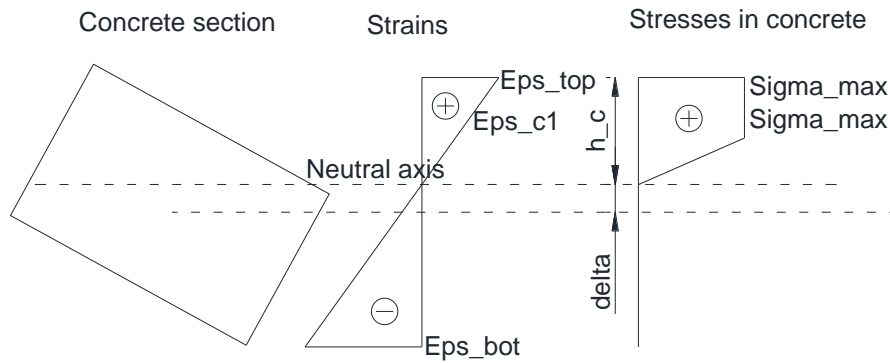 Concrete section
Strains
Stresses in concrete
Eps_top
Eps_c1
h_c
Sigma_max
Sigma_max
Neutral axis
delta
Eps_bot